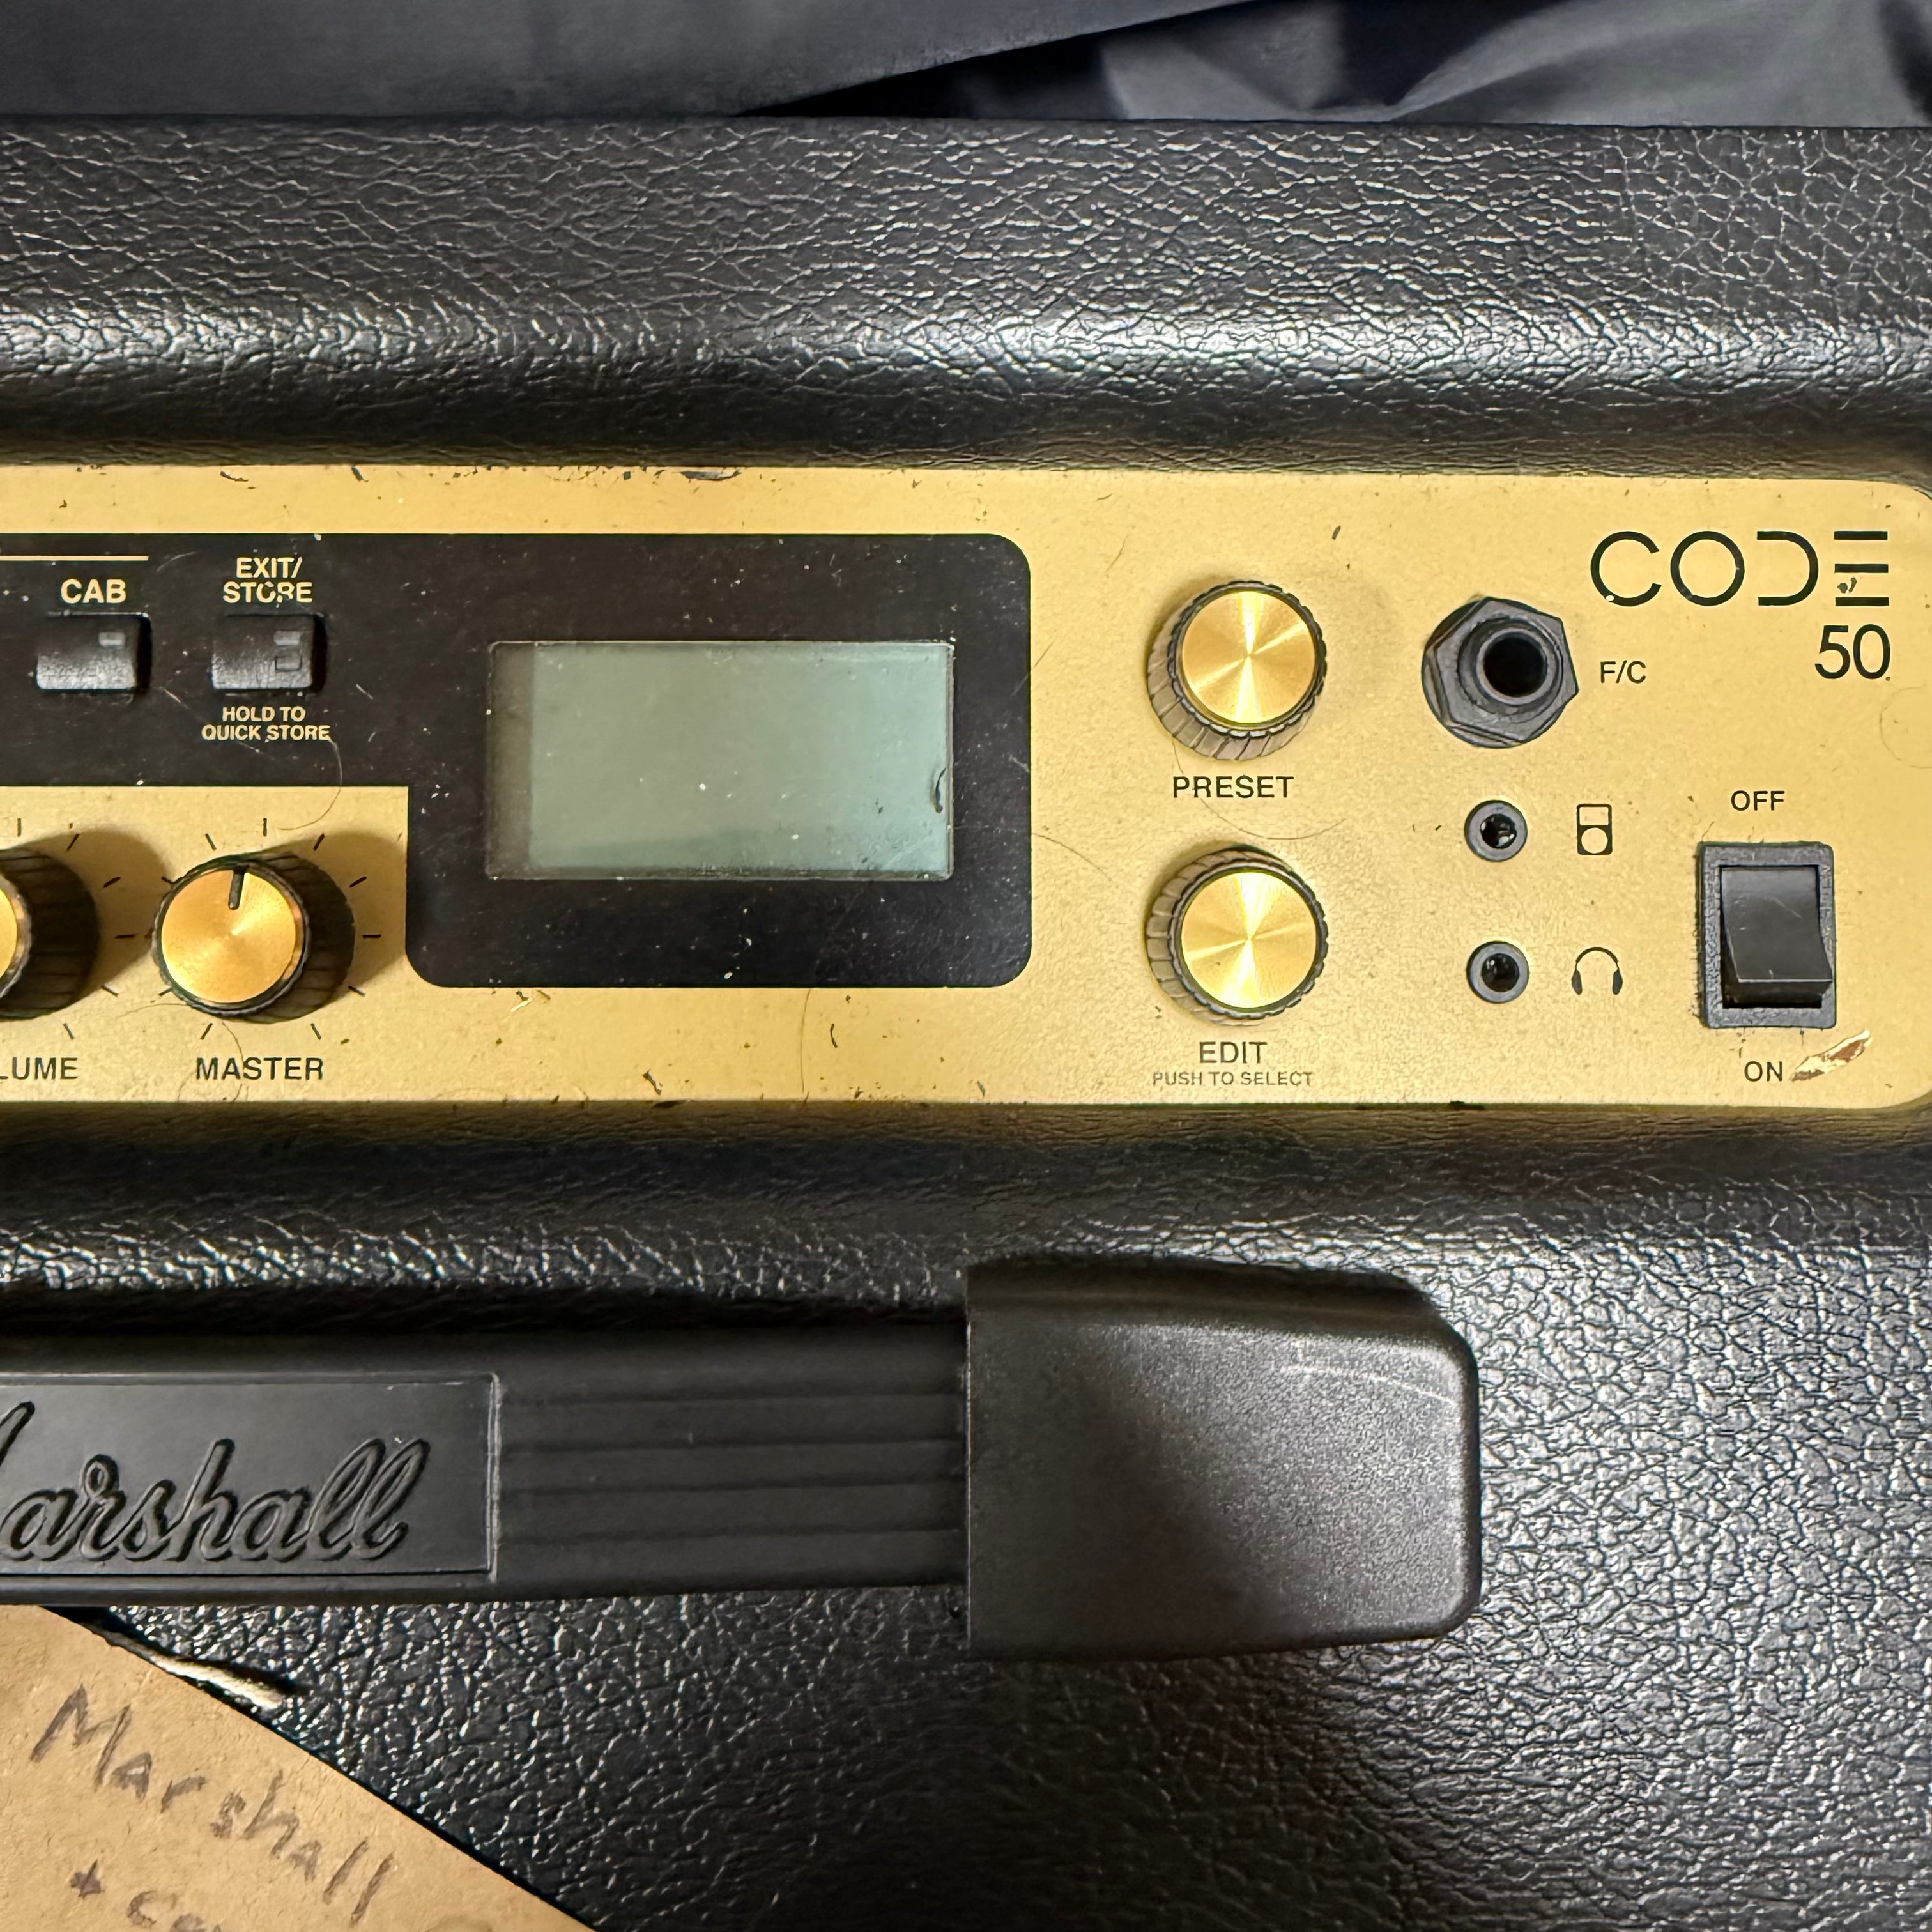 CODE
50
CAB
EXIT/
STORE
HOLD TO
QUICK STORE
F/C
PRESET
OFF
LUME
MASTER
EDIT
PUSH TO SELECT
ON
arshall
Marshall
+